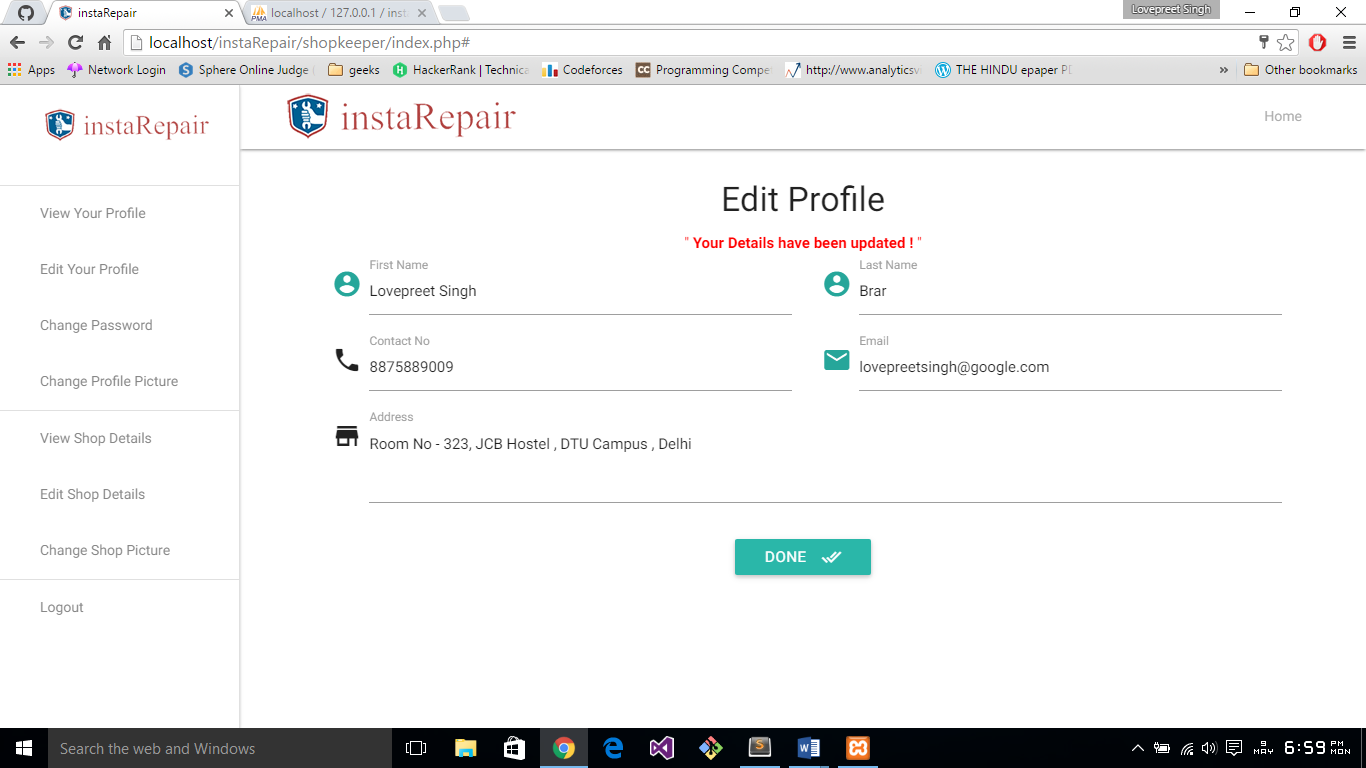 Lovepreet Singh
instaRepair
localhost / 127.0.0.1 / inst
localhost/instaRepair/shopkeeper/index.php#
Apps
Network Login
Sphere Online Judge
geeks
HackerRank | Technica
Codeforces
CC
Programming Compe
http://www.analyticsv
THE HINDU epaper PD
»
Other bookmarks
instaRepair
instaRepair
Home
View Your Profile
Edit Your Profile
Change Password
Change Profile Picture
View Shop Details
Edit Shop Details
Change Shop Picture
Logout
Edit Profile
" Your Details have been updated ! "
First Name
Lovepreet Singh
Last Name
Brar
Contact No
8875889009
Email
lovepreetsingh@google.com
Address
Room No - 323, JCB Hostel , DTU Campus , Delhi
DONE
Search the web and Windows
9 MAY
6:59 PM MON